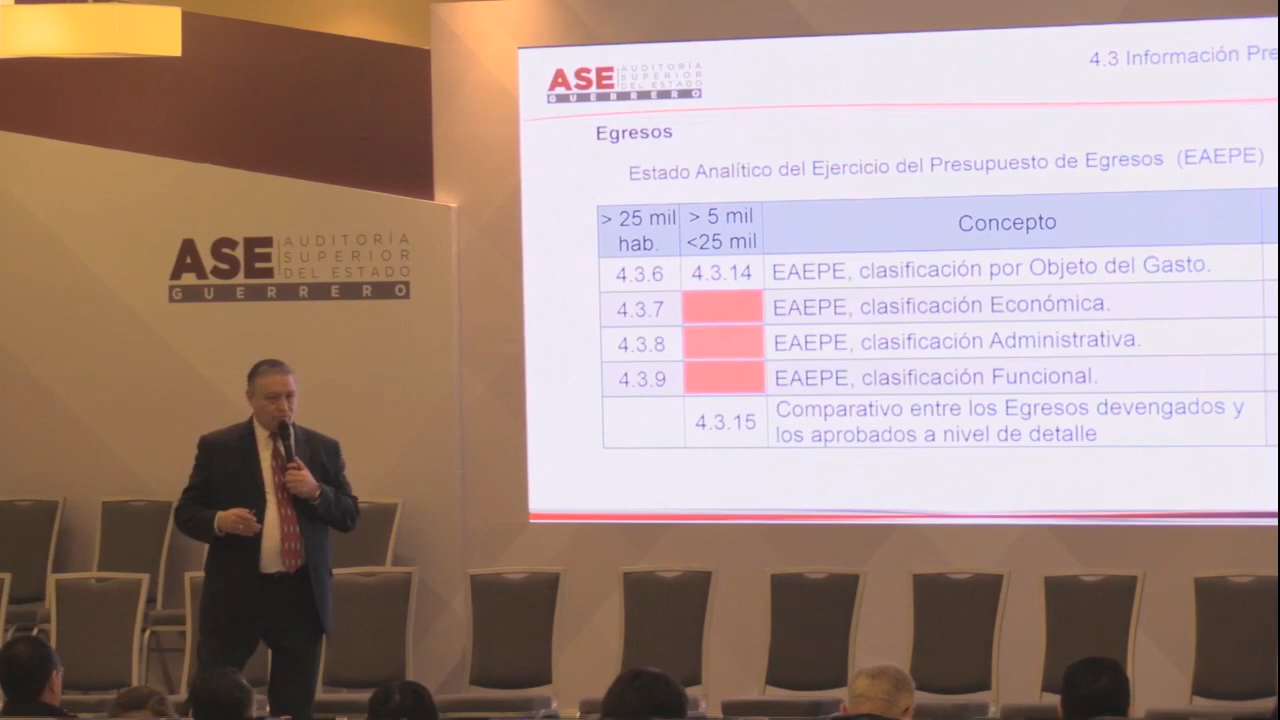 4.3 Información Pre
ASE AUDITORÍA
SUPERIOR
DEL ESTADO
GUERRERO
Egresos
Estado Analítico del Ejercicio del Presupuesto de Egresos (EAEPE)
> 25 mil hab.
> 5 mil <25 mil
Concepto
4.3.6 4.3.14 EAEPE, clasificación por Objeto del Gasto.
4.3.7 EAEPE, clasificación Económica.
4.3.8 EAEPE, clasificación Administrativa.
4.3.9 EAEPE, clasificación Funcional.
4.3.15 Comparativo entre los Egresos devengados y
los aprobados a nivel de detalle
ASE AUDITORÍA
SUPERIOR
DEL ESTADO
GUERRERO